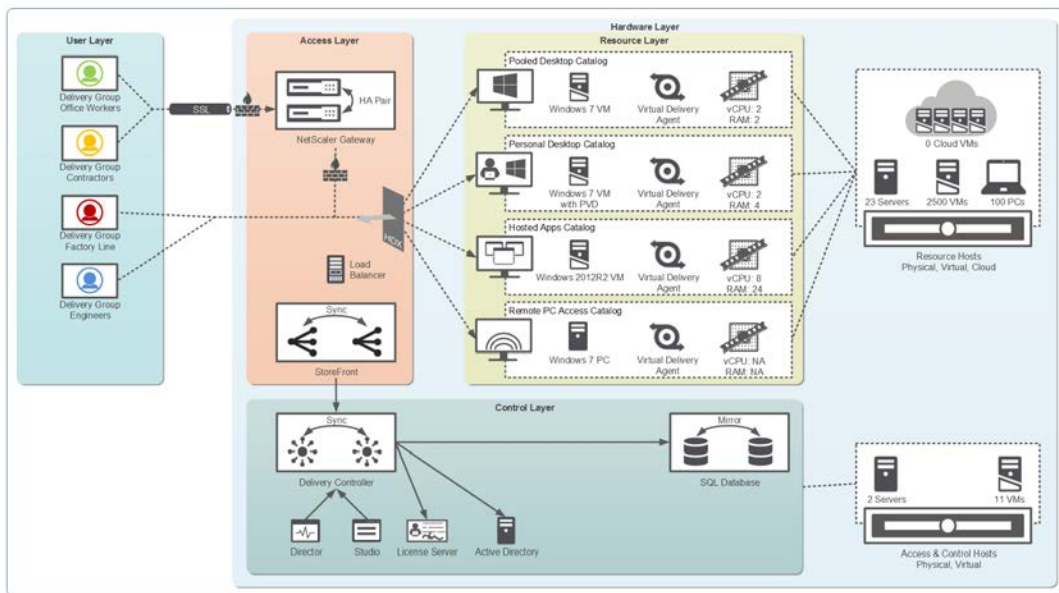 Hardware Layer
User Layer
Delivery Group
Office Workers
Delivery Group
Contractors
Delivery Group
Factory Line
Delivery Group
Engineers
SSL
Access Layer
HA Pair
NetScaler Gateway
HDX
Load
Balancer
Sync
StoreFront
Resource Layer
Pooled Desktop Catalog
Windows 7 VM
Virtual Delivery
Agent
vCPU: 2
RAM: 2
Personal Desktop Catalog
Windows 7 VM
with PVD
Virtual Delivery
Agent
vCPU: 2
RAM: 4
Hosted Apps Catalog
Windows 2012R2 VM
Virtual Delivery
Agent
vCPU: 8
RAM: 24
Remote PC Access Catalog
Windows 7 PC
Virtual Delivery
Agent
vCPU: NA
RAM: NA
0 Cloud VMs
23 Servers
2500 VMs
100 PCs
Resource Hosts
Physical, Virtual, Cloud
Control Layer
Sync
Delivery Controller
Mirror
SQL Database
Director
Studio
License Server
Active Directory
2 Servers
11 VMs
Access & Control Hosts
Physical, Virtual